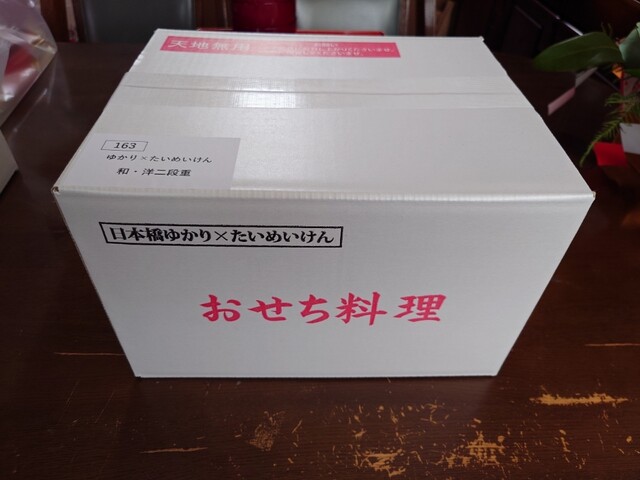 天地無用
163
ゆかり×たいめいけん
和・洋二段重
日本橋ゆかり×たいめいけん
おせち料理